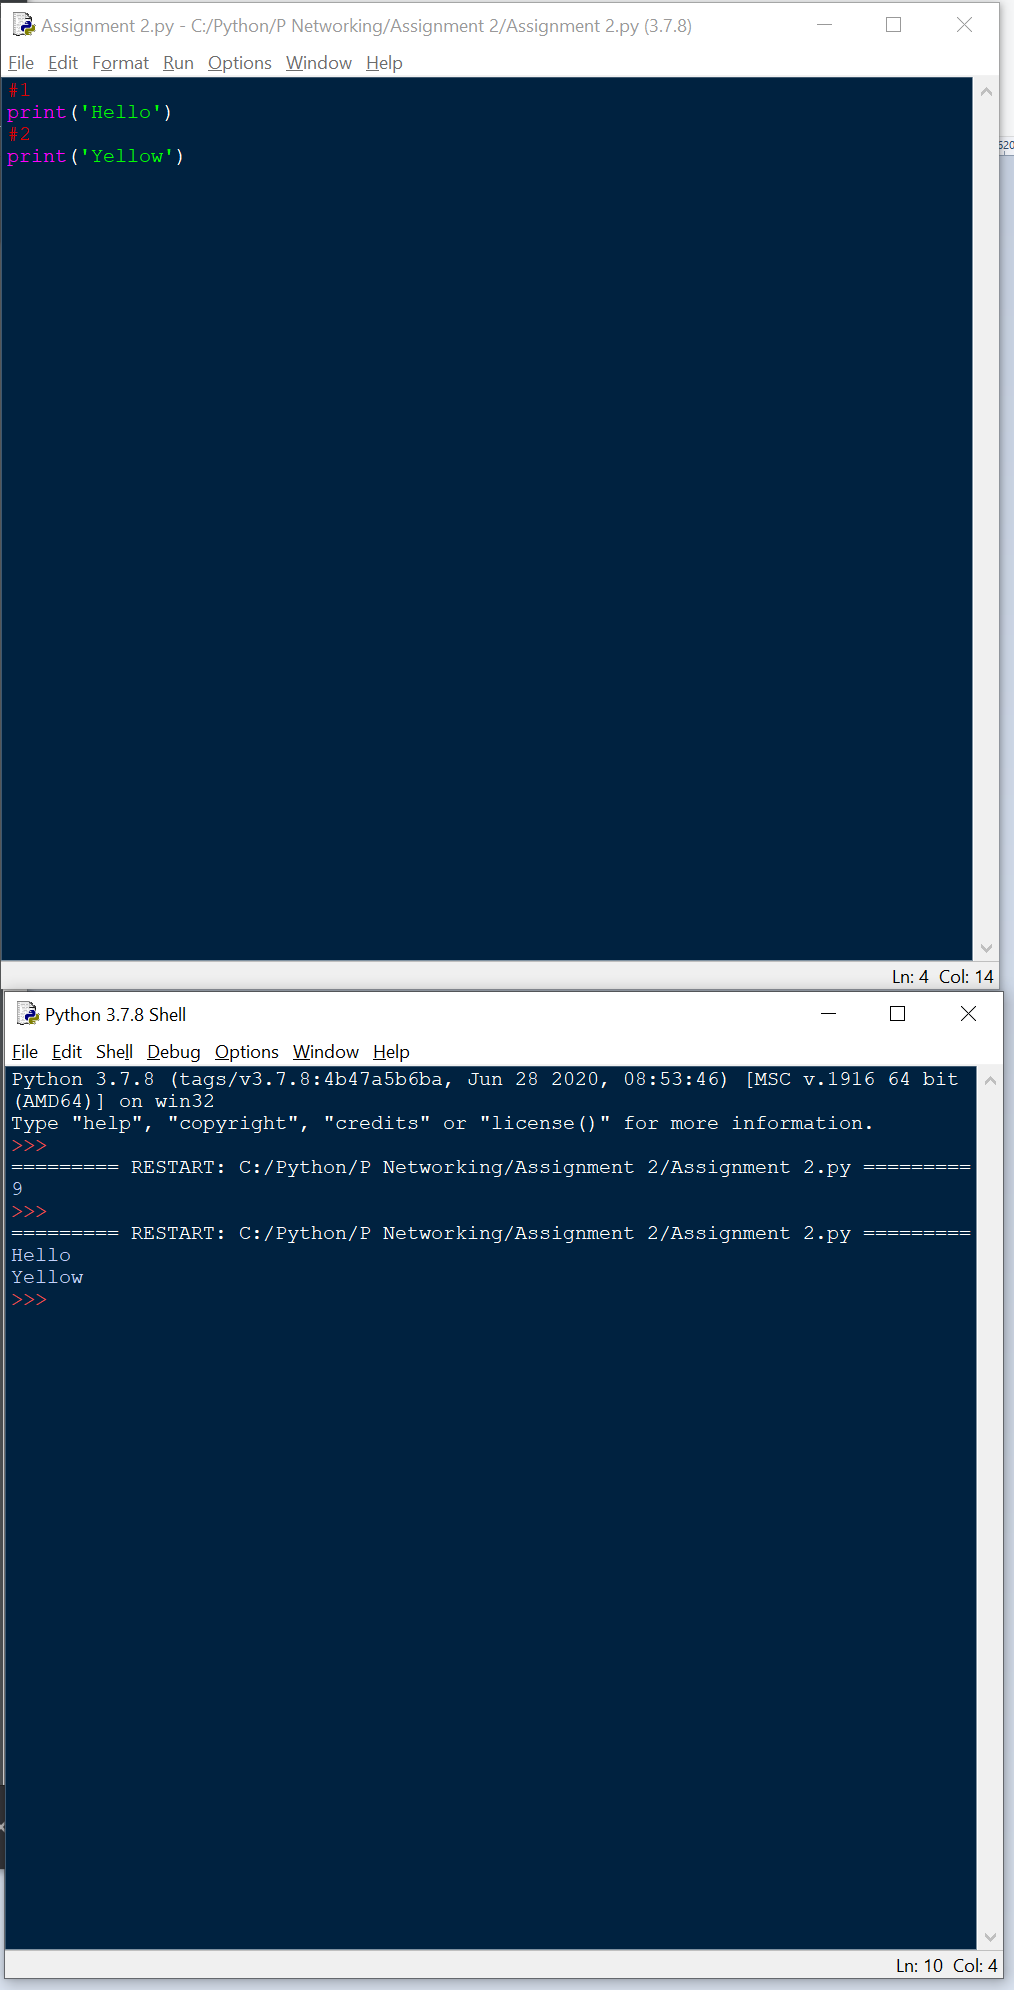 Assignment 2.py - C:/Python/P Networking/Assignment 2/Assignment 2.py (3.7.8)
File Edit Format Run Options Window Help
#1
print('Hello')
#2
print('Yellow')
620
Ln: 4 Col: 14
Python 3.7.8 Shell
File Edit Shell Debug Options Window Help
Python 3.7.8 (tags/v3.7.8:4b47a5b6ba, Jun 28 2020, 08:53:46) [MSC v.1916 64 bit
(AMD64)] on win32
Type "help", "copyright", "credits" or "license()" for more information.
>>>
========= RESTART: C:/Python/P Networking/Assignment 2/Assignment 2.py =========
9
>>>
========= RESTART: C:/Python/P Networking/Assignment 2/Assignment 2.py =========
Hello
Yellow
>>>
Ln: 10 Col: 4